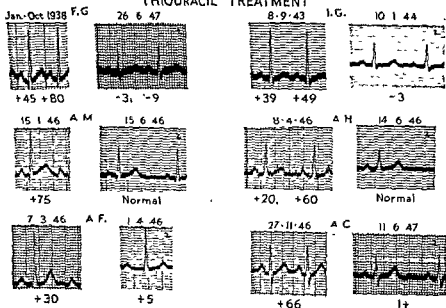 THIOURACIL TREATMENT
Jan-Oct 1938 F.G 26 6 47 8·9·43 I.G. 10 1 44
+45 +80 -3, -9 +39 +49 -3
15 1 46 A M 15 6 46 8-4-46 A H 14 6 46
+75 Normal +20, +60 Normal
7 3 46 A F. 1 4 46 27-11-46 A C 11 6 47
+30 +5 +66 1+